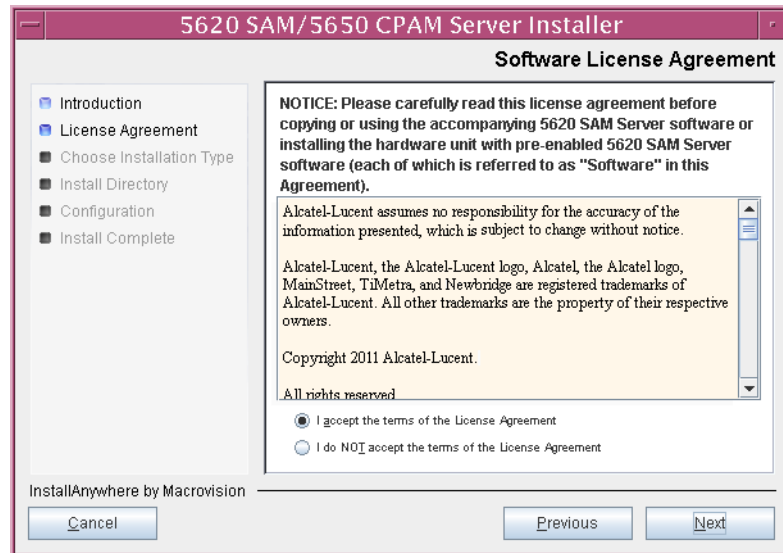 5620 SAM/5650 CPAM Server Installer
Software License Agreement
Introduction
License Agreement
Choose Installation Type
Install Directory
Configuration
Install Complete
NOTICE: Please carefully read this license agreement before
copying or using the accompanying 5620 SAM Server software or
installing the hardware unit with pre-enabled 5620 SAM Server
software (each of which is referred to as "Software" in this
Agreement).
Alcatel-Lucent assumes no responsibility for the accuracy of the
information presented, which is subject to change without notice.
Alcatel-Lucent, the Alcatel-Lucent logo, Alcatel, the Alcatel logo,
MainStreet, TiMetra, and Newbridge are registered trademarks of
Alcatel-Lucent. All other trademarks are the property of their respective
owners.
Copyright 2011 Alcatel-Lucent.
All rights reserved
I accept the terms of the License Agreement
I do NOT accept the terms of the License Agreement
InstallAnywhere by Macrovision
Cancel
Previous
Next